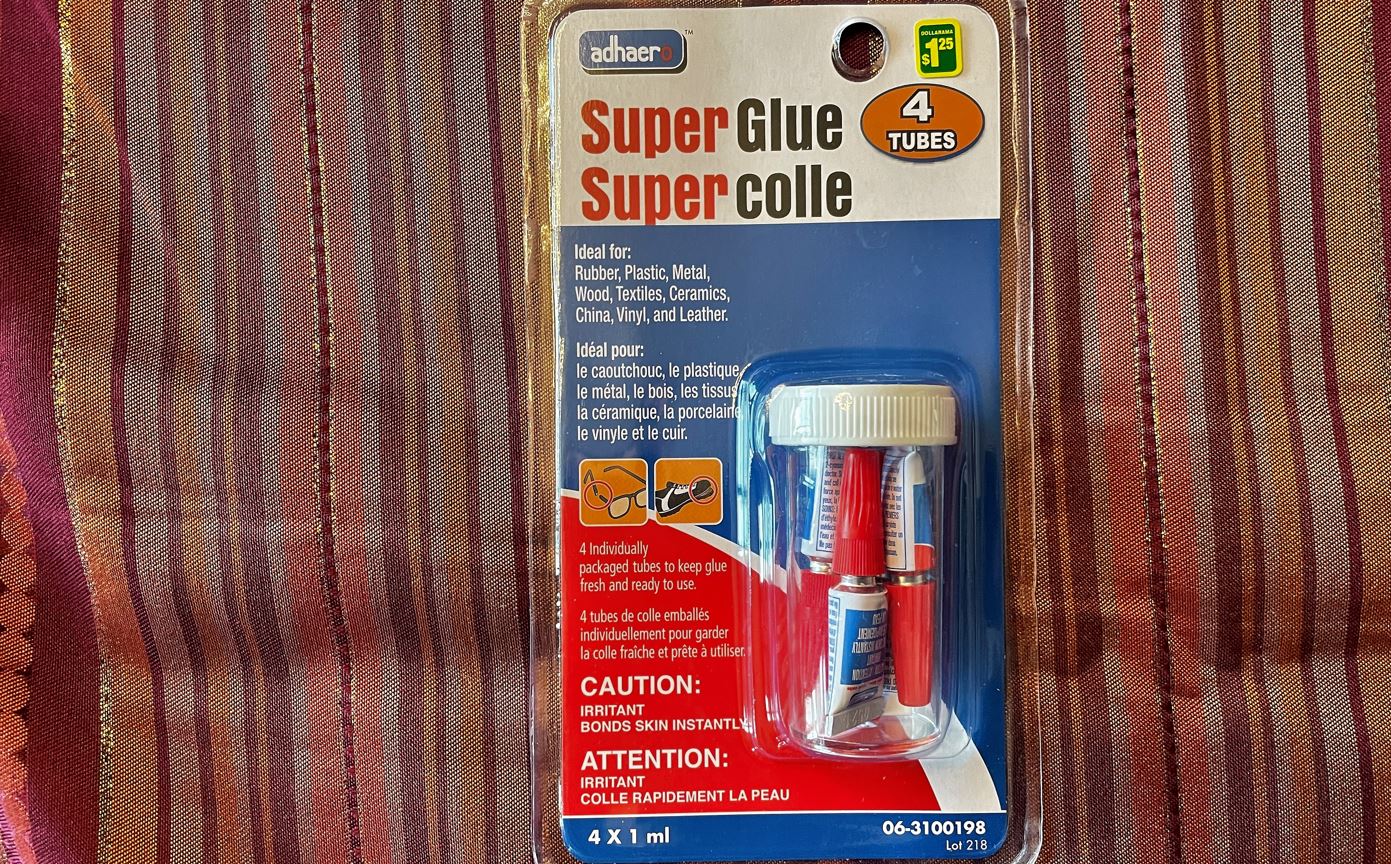 adhaero™
DOLLARAMA
$1.25
Super Glue
4
TUBES
Super colle
Ideal for:
Rubber, Plastic, Metal,
Wood, Textiles, Ceramics,
China, Vinyl, and Leather.
Idéal pour:
le caoutchouc, le plastique,
le métal, le bois, les tissus
la céramique, la porcelaine
le vinyle et le cuir.
4 Individually
packaged tubes to keep glue
fresh and ready to use.
4 tubes de colle emballés
individuellement pour garder
la colle fraîche et prête à utiliser.
CAUTION:
IRRITANT
BONDS SKIN INSTANTLY
ATTENTION:
IRRITANT
COLLE RAPIDEMENT LA PEAU
4 X 1 ml
06-3100198
Lot 218